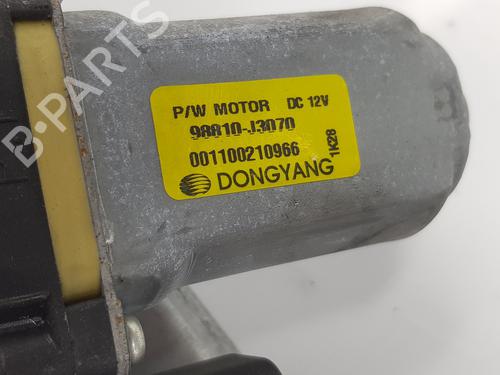 B-PARTS
P/W MOTOR DC 12V
98810-J3070
001100210966
1K28
DONGYANG